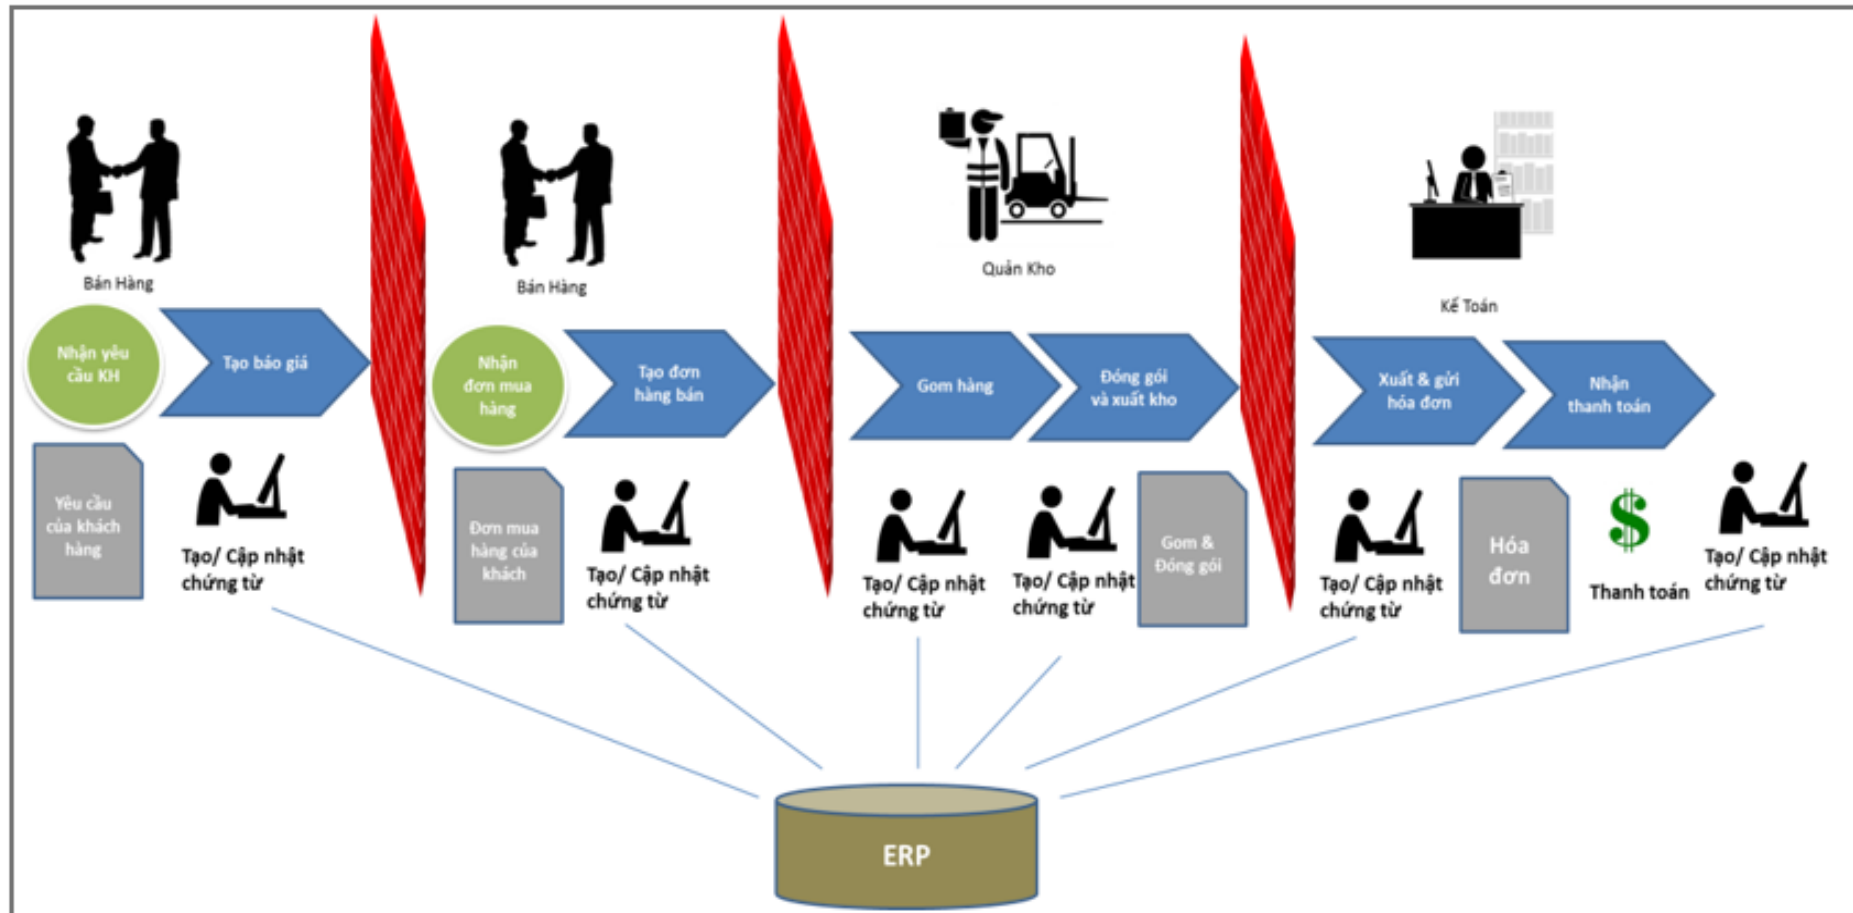 Bán Hàng
Nhận yêu
cầu KH
Tạo báo giá
Yêu cầu
của khách
hàng
Tạo/ Cập nhật
chứng từ
Bán Hàng
Nhận
đơn mua
hàng
Tạo đơn
hàng bán
Đơn mua
hàng của
khách
Tạo/ Cập nhật
chứng từ
Quản Kho
Gom hàng
Đóng gói
và xuất kho
Tạo/ Cập nhật
chứng từ
Tạo/ Cập nhật
chứng từ
Gom &
Đóng gói
Kế Toán
Xuất & gửi
hóa đơn
Nhận
thanh toán
Tạo/ Cập nhật
chứng từ
Hóa
đơn
$
Thanh toán
Tạo/ Cập nhật
chứng từ
ERP